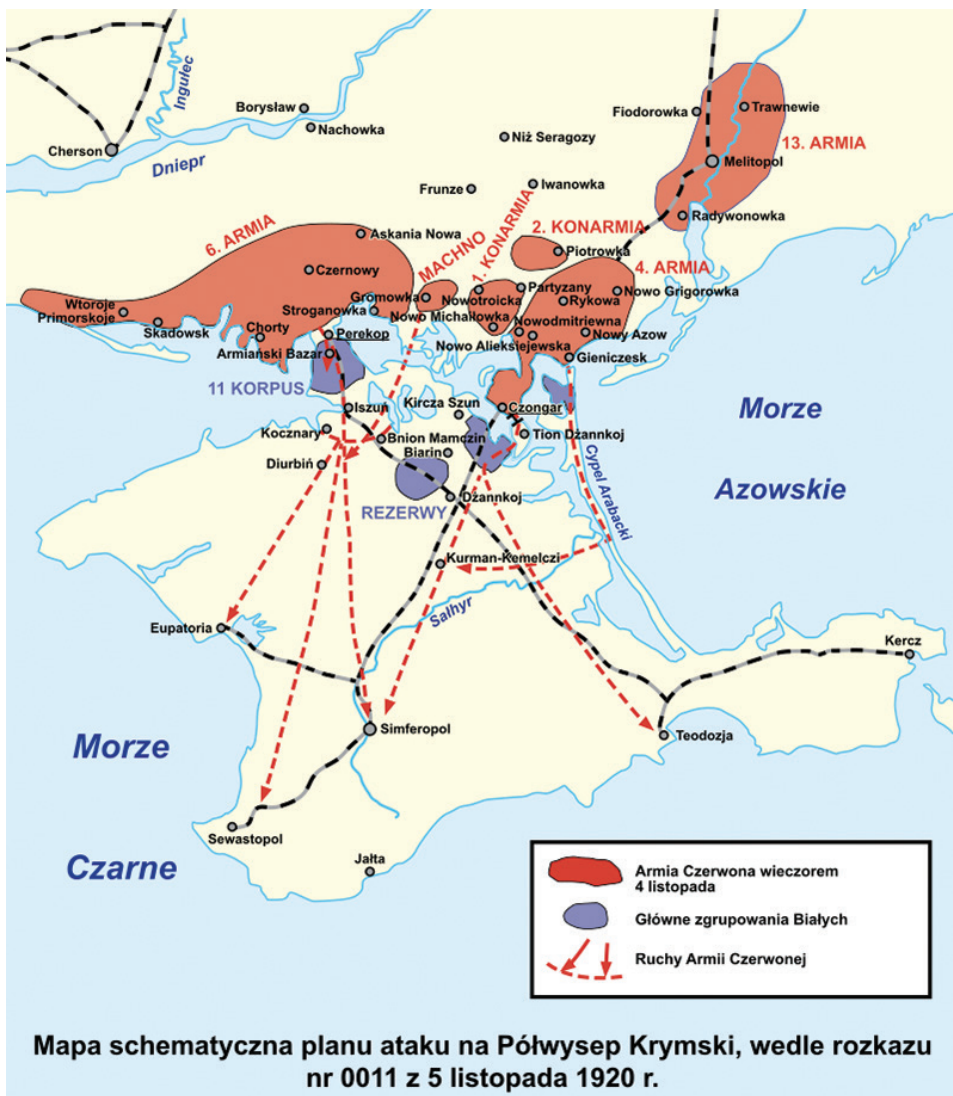 Ingulec
Borysław
Nachowka
Cherson
Dniepr
Niż Seragozy
Fiodorowka
Trawnewie
13. ARMIA
Melitopol
Frunze
Iwanowka
Radywonowka
6. ARMIA
Askania Nowa
MACHNO
1. KONARMIA
2. KONARMIA
Piotrowka
4. ARMIA
Czernowy
Gromowka
Nowotroicka
Partyzany
Rykowa
Nowo Grigorowka
Wtoroje
Primorskoje
Stroganowka
Nowo Michałowka
Nowodmitriewna
Skadowsk
Chorty
Perekop
Nowo Aliekstejewska
Nowy Azow
Armiański Bazar
Gieniczesk
11 KORPUS
Iszuń
Kircza Szun
Czongar
Morze
Azowskie
Kocznary
Bnion Mamczin
Tion Dżannkoj
Biarin
Diurbiń
Cypel Arabacki
REZERWY
Dżannkoj
Kurman-Kemelczi
Sałhyr
Eupatoria
Kercz
Morze
Czarne
Simferopol
Teodozja
Sewastopol
Jałta
Armia Czerwona wieczorem
4 listopada
Główne zgrupowania Białych
Ruchy Armii Czerwonej
Mapa schematyczna planu ataku na Półwysep Krymski, wedle rozkazu
nr 0011 z 5 listopada 1920 r.